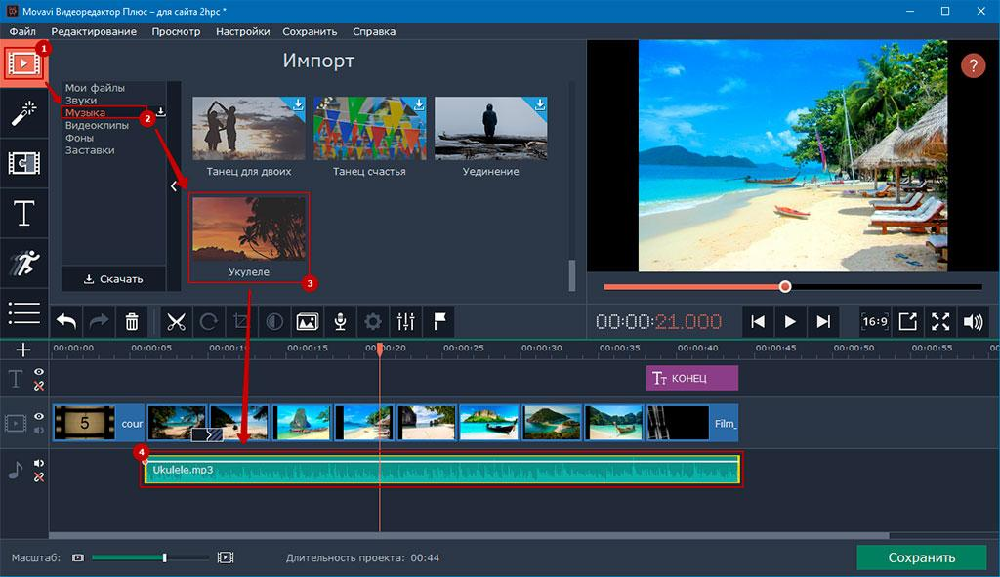 Movavi Видеоредактор Плюс – для сайта 2hpc *
Файл Редактирование Просмотр Настройки Сохранить Справка
1
Импорт
?
Мои файлы
Звуки
Музыка
2
Видеоклипы
Фоны
Заставки
Танец для двоих Танец счастья Уединение
Скачать
Укулеле
3
00:00:21.000
16:9
00:00:00 00:00:05 00:00:10 00:00:15 00:00:20 00:00:25 00:00:30 00:00:35 00:00:40 00:00:45 00:00:50 00:00:55
КОНЕЦ
5
cour
Film_
4
Ukulele.mp3
Масштаб: Длительность проекта: 00:44
Сохранить